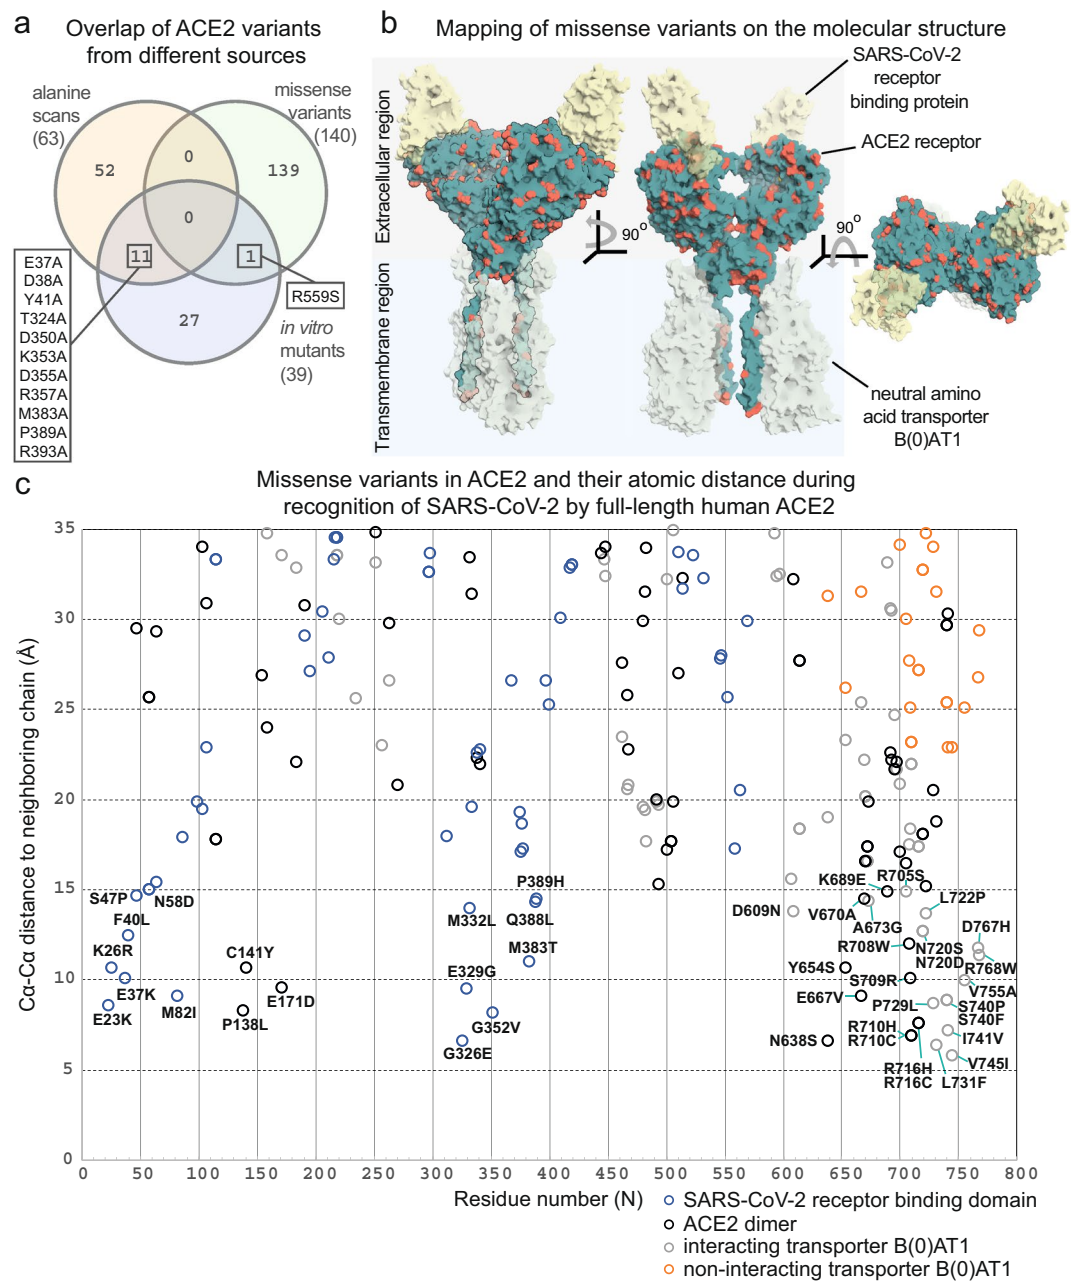 a
Overlap of ACE2 variants
from different sources
alanine
scans
(63)
missense
variants
(140)
52
0
139
0
11
1
27
E37A
D38A
Y41A
T324A
D350A
K353A
D355A
R357A
M383A
P389A
R393A
R559S
in vitro
mutants
(39)
b
Mapping of missense variants on the molecular structure
Extracellular region
Transmembrane region
90°
90°
SARS-CoV-2
receptor
binding protein
ACE2 receptor
neutral amino
acid transporter
B(0)AT1
c
Missense variants in ACE2 and their atomic distance during
recognition of SARS-CoV-2 by full-length human ACE2
Cα-Cα distance to neighboring chain (Å)
35
30
25
20
15
10
5
0
S47P
N58D
F40L
K26R
E37K
E23K
M82I
C141Y
E171D
P138L
P389H
M332L
Q388L
M383T
E329G
G352V
G326E
D609N
K689E
R705S
V670A
A673G
L722P
R708W
N720S
N720D
D767H
R768W
Y654S
S709R
V755A
E667V
P729L
S740P
S740F
N638S
R710H
R710C
I741V
V745I
R716H
R716C
L731F
0 50 100 150 200 250 300 350 400 450 500 550 600 650 700 750 800
Residue number (N)
SARS-CoV-2 receptor binding domain
ACE2 dimer
interacting transporter B(0)AT1
non-interacting transporter B(0)AT1